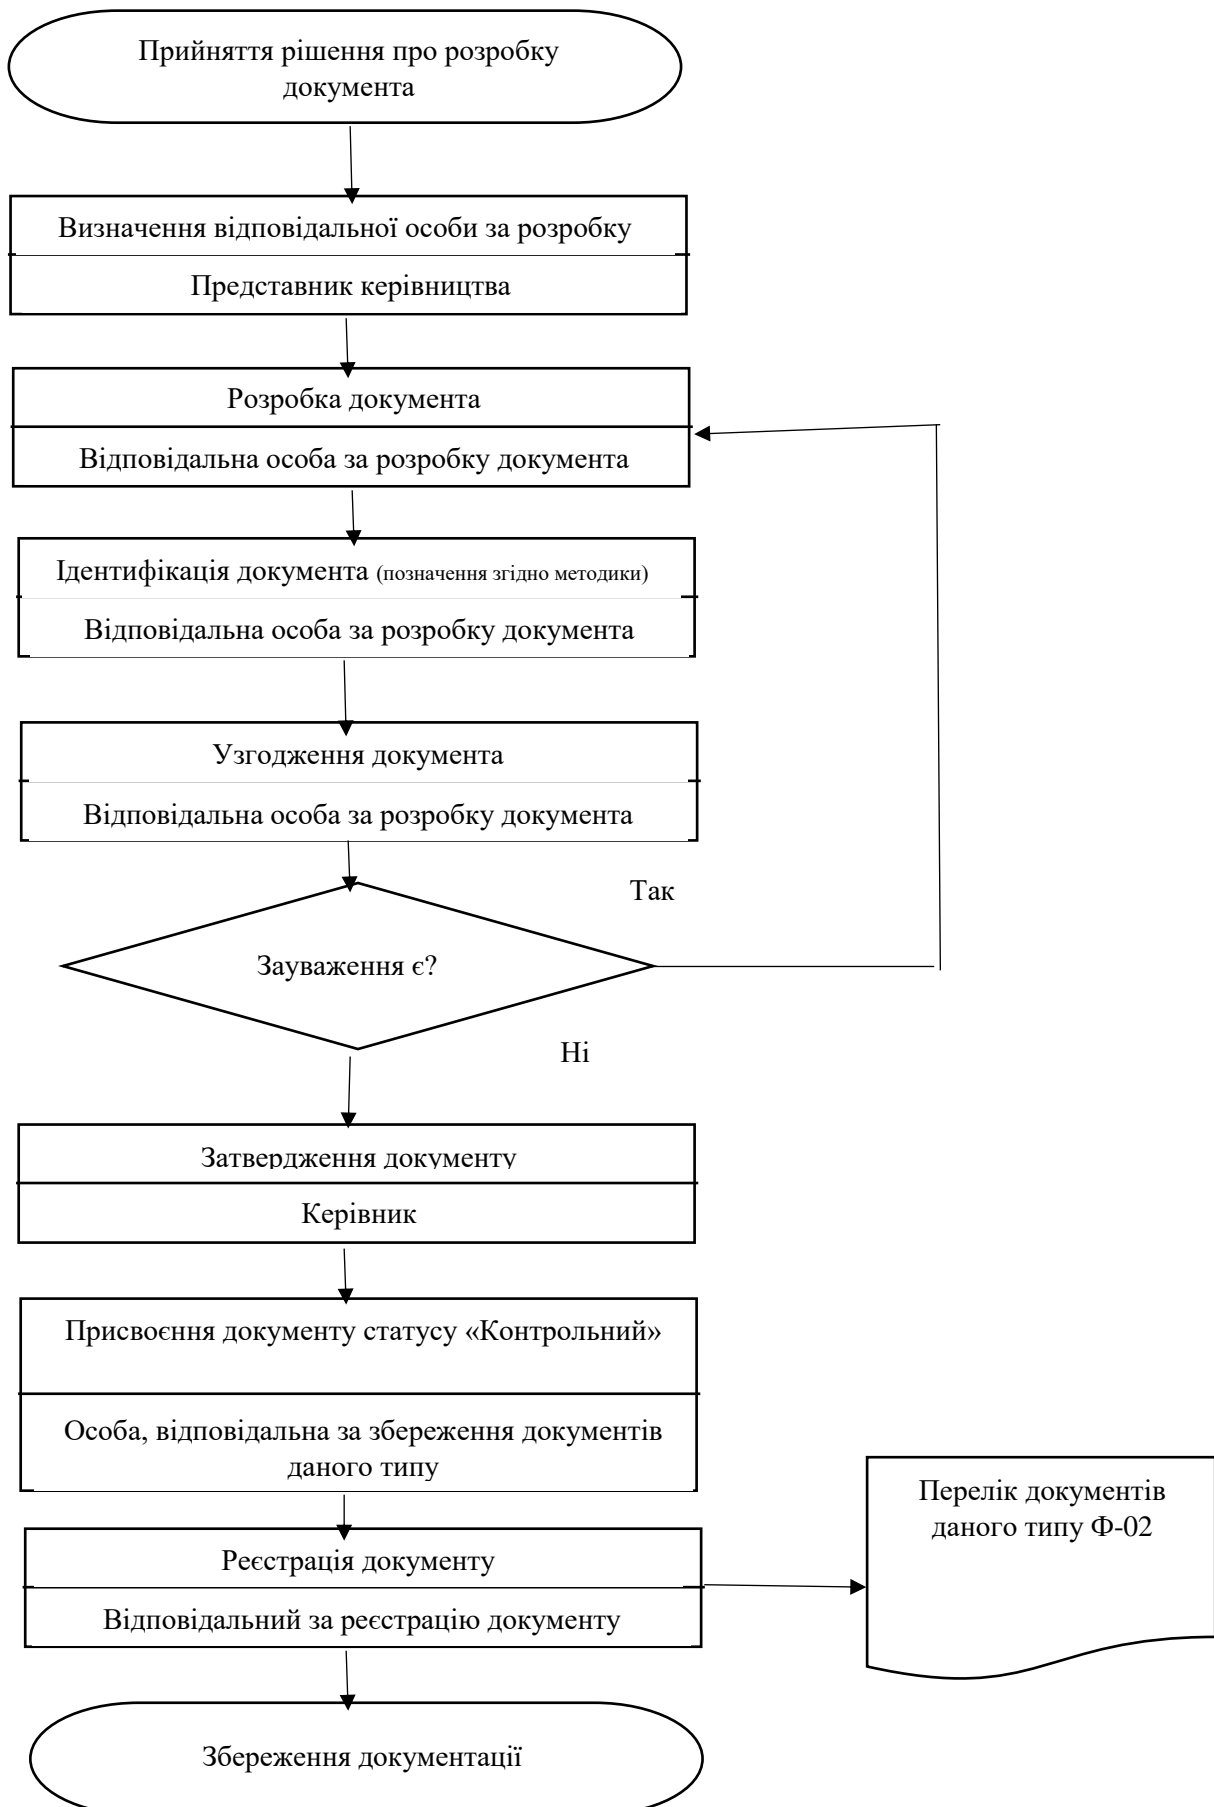 Прийняття рішення про розробку
документа
Визначення відповідальної особи за розробку
Представник керівництва
Розробка документа
Відповідальна особа за розробку документа
Ідентифікація документа (позначення згідно методики)
Відповідальна особа за розробку документа
Узгодження документа
Відповідальна особа за розробку документа
Так
Зауваження є?
Ні
Затвердження документу
Керівник
Присвоєння документу статусу «Контрольний»
Особа, відповідальна за збереження документів
даного типу
Перелік документів
даного типу Ф-02
Реєстрація документу
Відповідальний за реєстрацію документу
Збереження документації